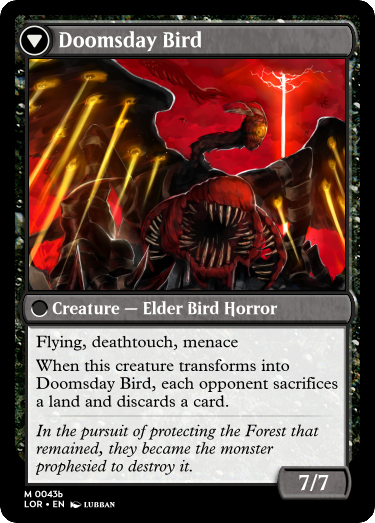 Doomsday Bird
Creature — Elder Bird Horror
Flying, deathtouch, menace
When this creature transforms into
Doomsday Bird, each opponent sacrifices
a land and discards a card.
In the pursuit of protecting the Forest that
remained, they became the monster
prophesied to destroy it.
7/7
M 0043b
LOR • EN LUBBAN